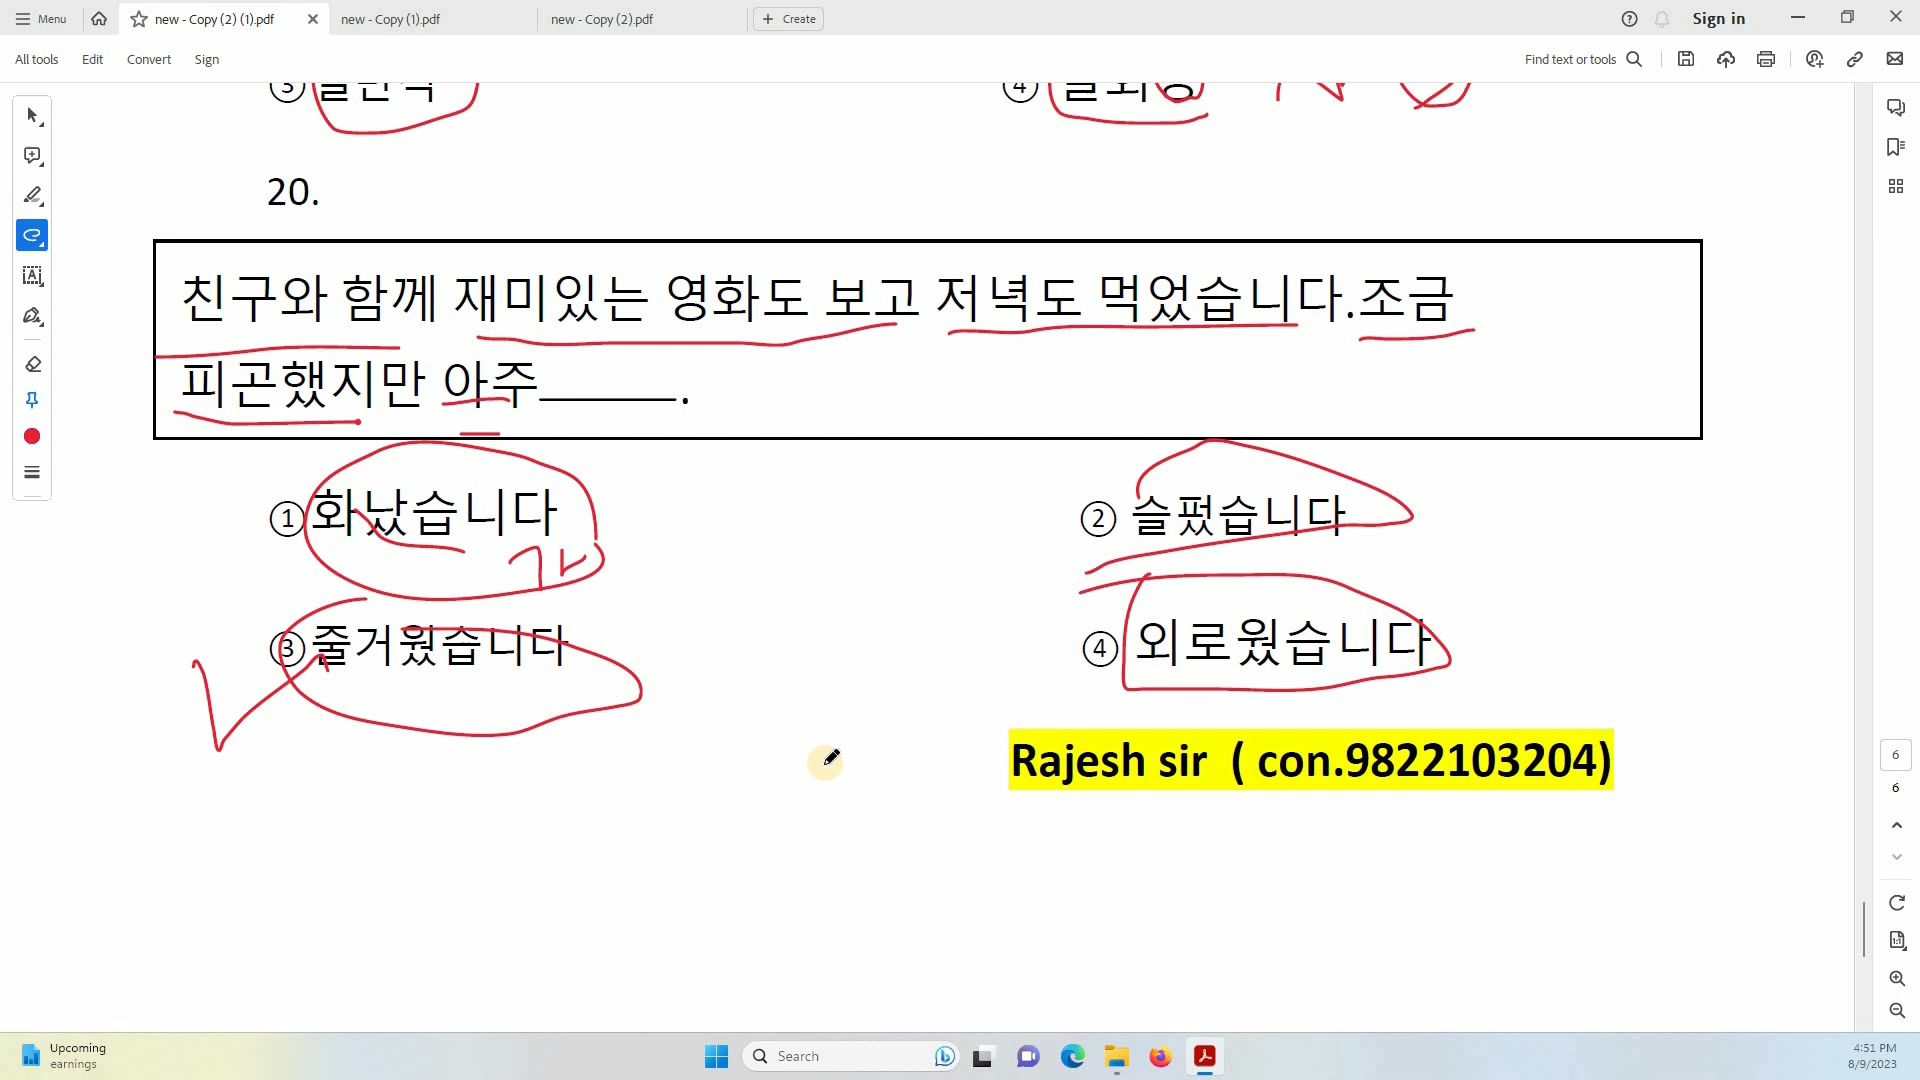 Menu
new - Copy (2) (1).pdf
new - Copy (1).pdf
new - Copy (2).pdf
Create
Sign in
All tools Edit Convert Sign
Find text or tools
③
④
20.
친구와 함께 재미있는 영화도 보고 저녁도 먹었습니다.조금
피곤했지만 아주______.
①화났습니다
② 슬펐습니다
③줄거웠습니다
④ 외로웠습니다
Rajesh sir ( con.9822103204)
6
6
Upcoming
earnings
Search
4:51 PM
8/9/2023